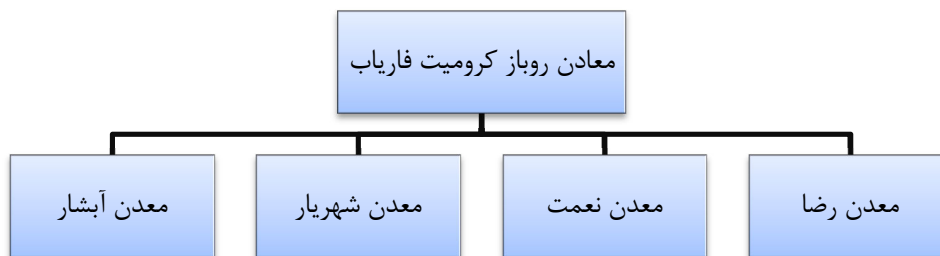 معادن روباز کرومیت فاریاب
معدن رضا
معدن نعمت
معدن شهریار
معدن آبشار